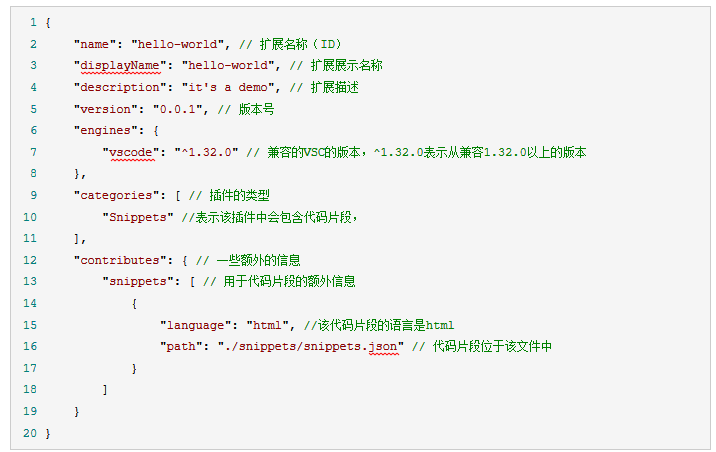 1 {
2     "name": "hello-world", // 扩展名称（ID）
3     "displayName": "hello-world", // 扩展展示名称
4     "description": "it's a demo", // 扩展描述
5     "version": "0.0.1", // 版本号
6     "engines": {
7         "vscode": "^1.32.0" // 兼容的VSC的版本，^1.32.0表示从兼容1.32.0以上的版本
8     },
9     "categories": [ // 插件的类型
10         "Snippets" //表示该插件中会包含代码片段，
11     ],
12     "contributes": { // 一些额外的信息
13         "snippets": [ // 用于代码片段的额外信息
14             {
15                 "language": "html", //该代码片段的语言是html
16                 "path": "./snippets/snippets.json" // 代码片段位于该文件中
17             }
18         ]
19     }
20 }